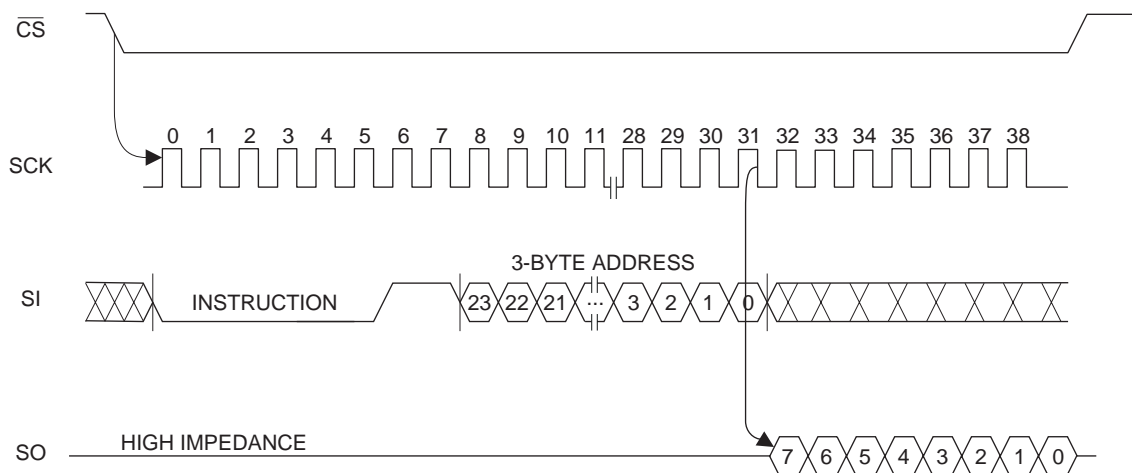 CS
0 1 2 3 4 5 6 7 8 9 10 11 28 29 30 31 32 33 34 35 36 37 38
SCK
3-BYTE ADDRESS
SI
INSTRUCTION
23 22 21 ... 3 2 1 0
HIGH IMPEDANCE
SO
7 6 5 4 3 2 1 0